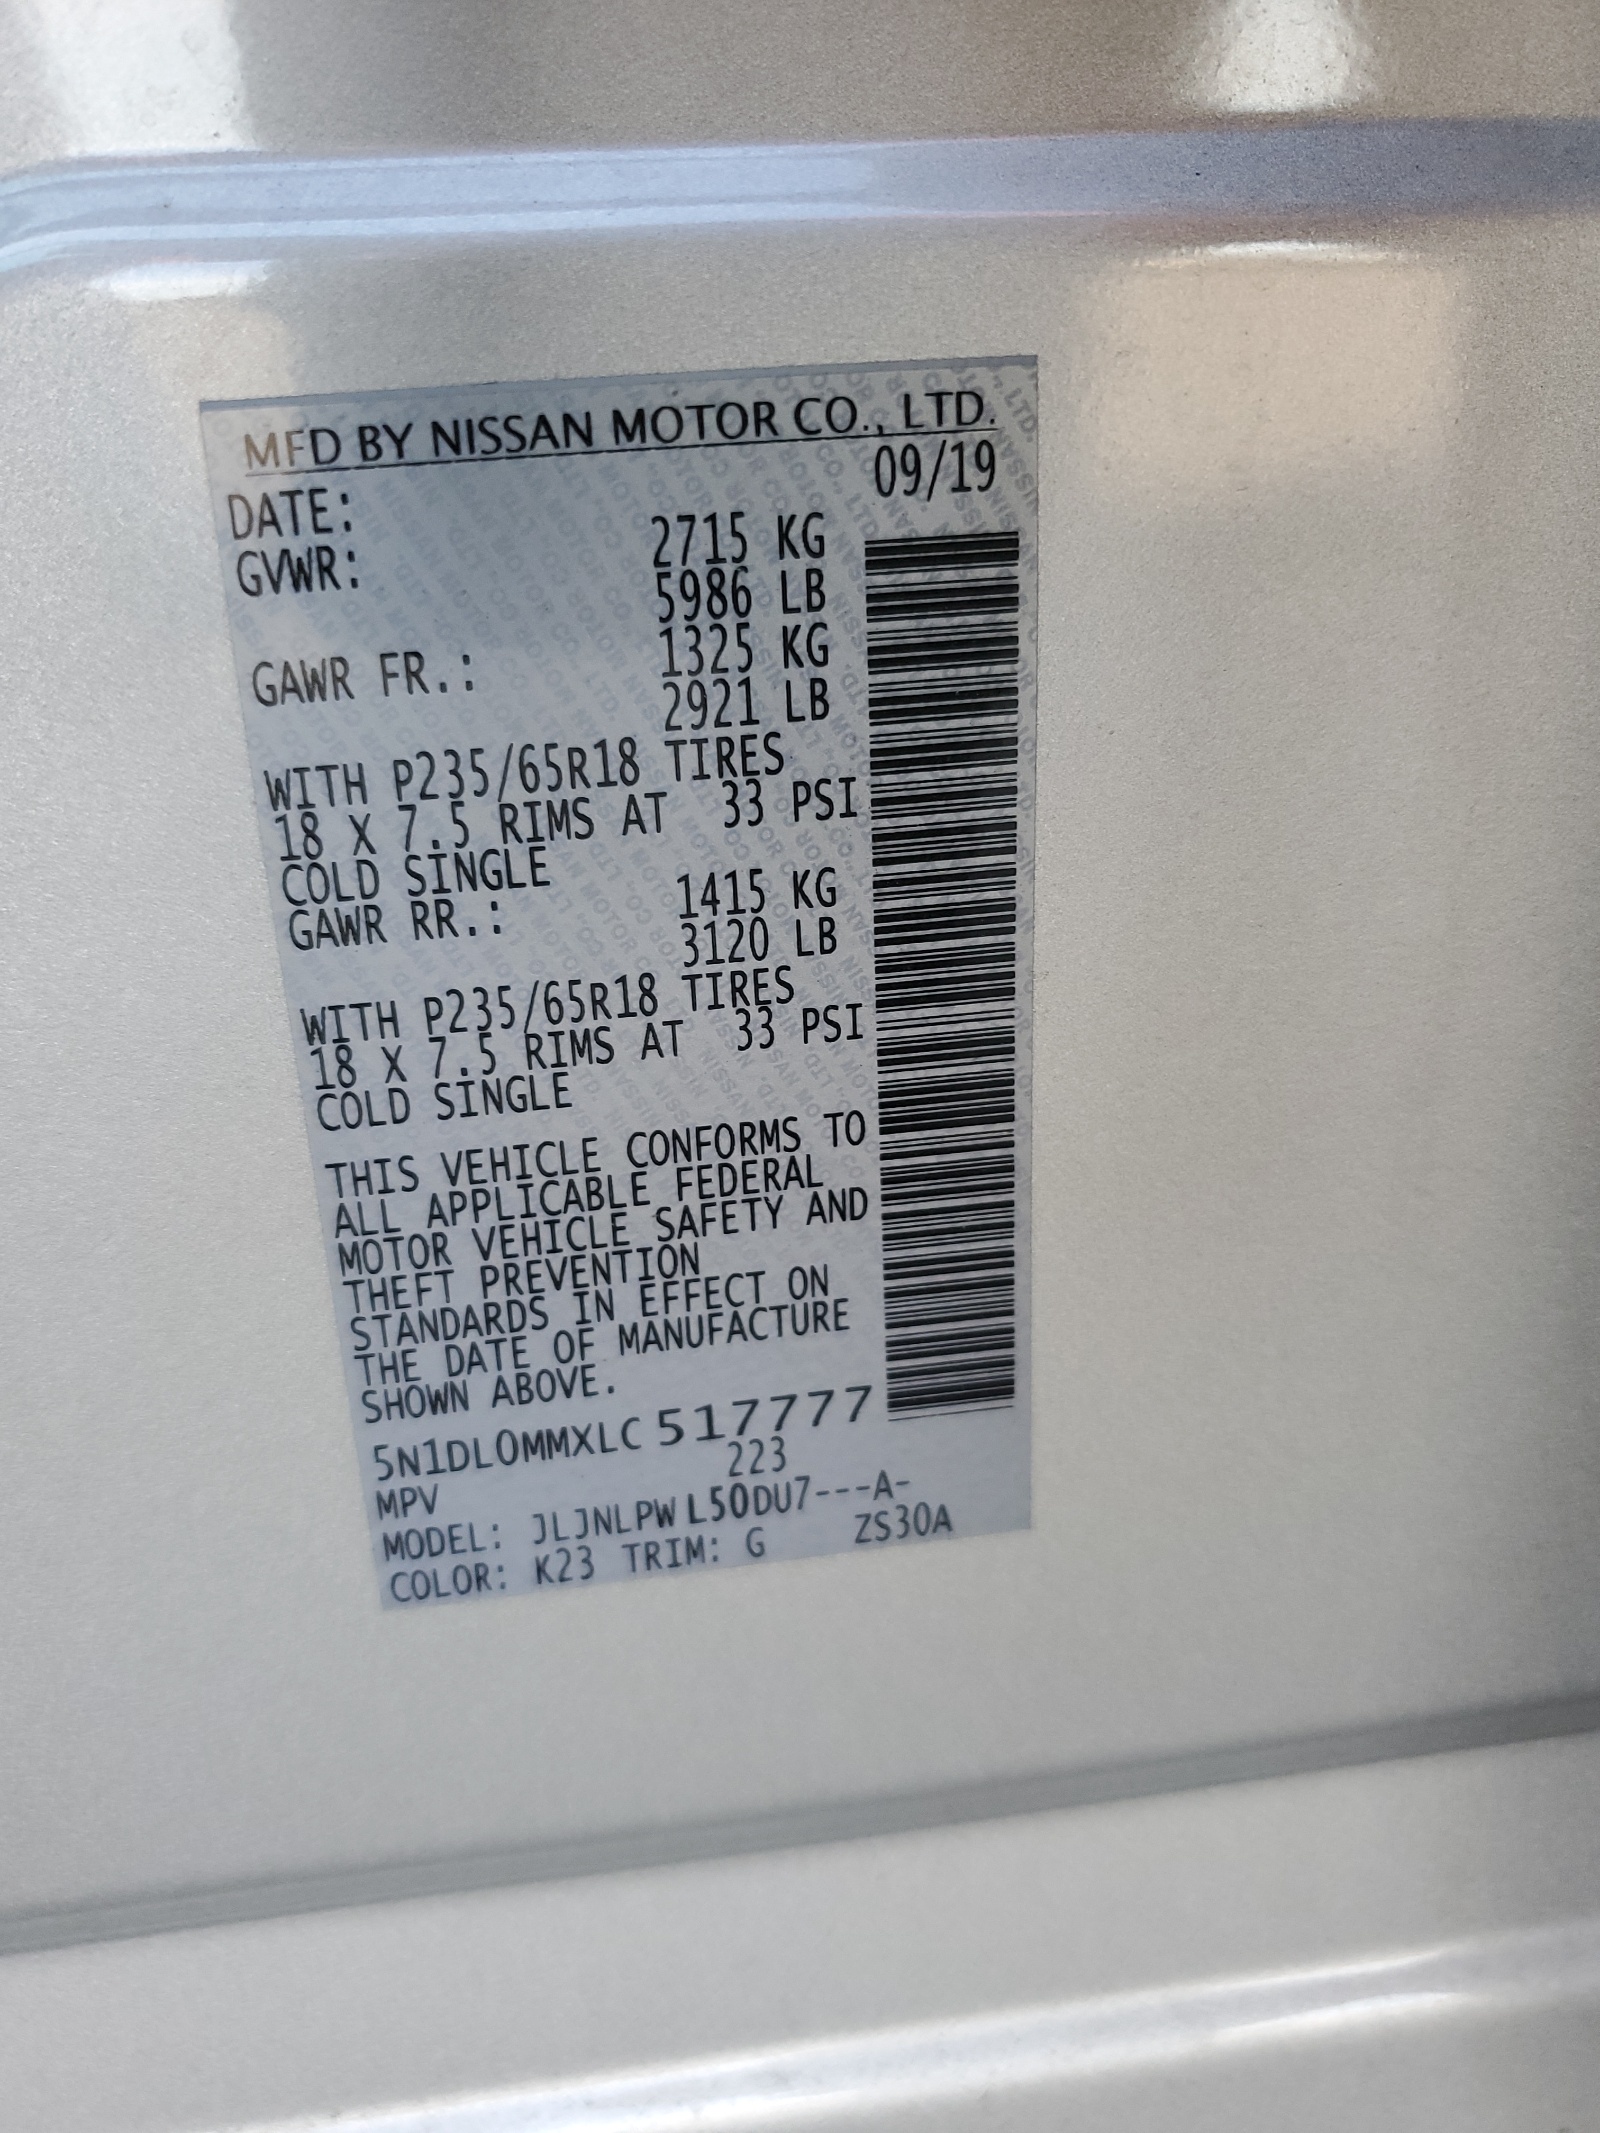 MFD BY NISSAN MOTOR CO., LTD.
DATE: 09/19
GVWR: 2715 KG
5986 LB
GAWR FR.: 1325 KG
2921 LB
WITH P235/65R18 TIRES
18 X 7.5 RIMS AT 33 PSI
COLD SINGLE
GAWR RR.: 1415 KG
3120 LB
WITH P235/65R18 TIRES
18 X 7.5 RIMS AT 33 PSI
COLD SINGLE
THIS VEHICLE CONFORMS TO
ALL APPLICABLE FEDERAL
MOTOR VEHICLE SAFETY AND
THEFT PREVENTION
STANDARDS IN EFFECT ON
THE DATE OF MANUFACTURE
SHOWN ABOVE.
5N1DL0MMXLC517777
MPV 223
MODEL: JLJNLPW L50DU7---A-
COLOR: K23 TRIM: G ZS30A